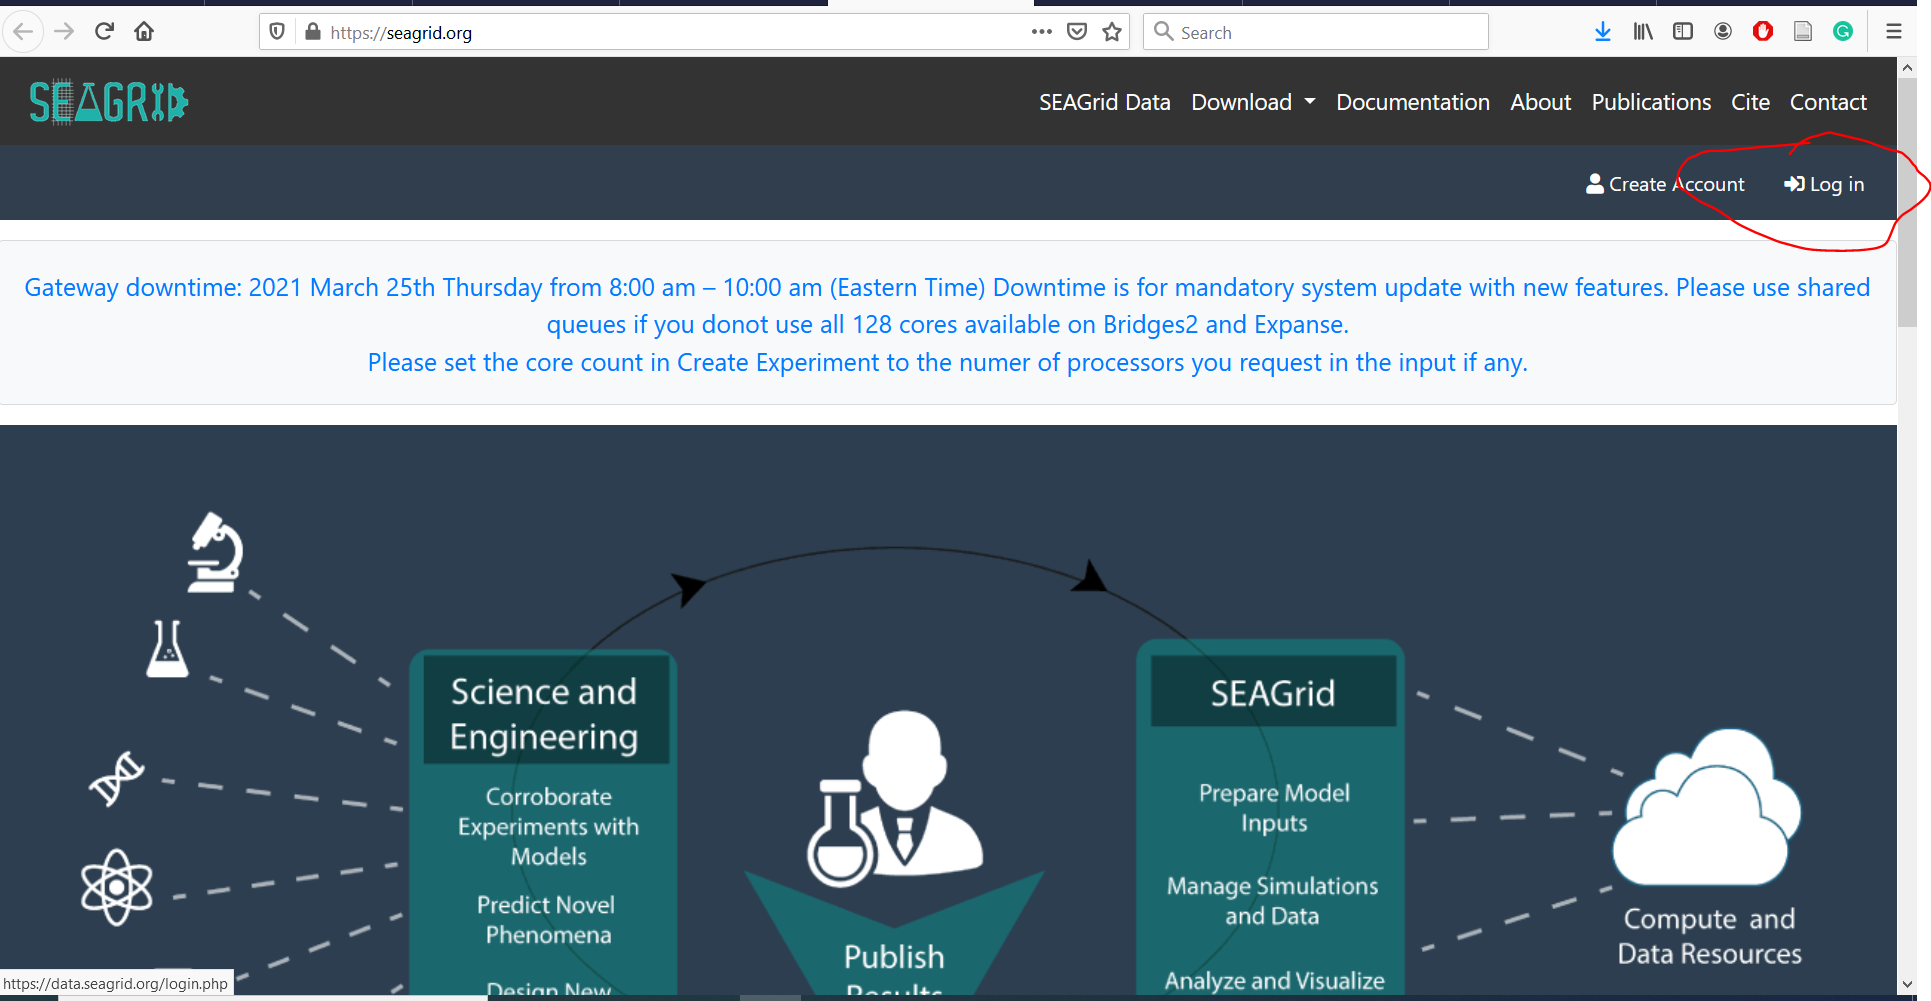 https://seagrid.org
Search
SEAGRID
SEAGrid Data Download Documentation About Publications Cite Contact
Create Account Log in
Gateway downtime: 2021 March 25th Thursday from 8:00 am – 10:00 am (Eastern Time) Downtime is for mandatory system update with new features. Please use shared
queues if you donot use all 128 cores available on Bridges2 and Expanse.
Please set the core count in Create Experiment to the numer of processors you request in the input if any.
Science and
Engineering
Corroborate
Experiments with
Models
Predict Novel
Phenomena
Design New
Publish
Results
SEAGrid
Prepare Model
Inputs
Manage Simulations
and Data
Analyze and Visualize
Compute and
Data Resources
https://data.seagrid.org/login.php